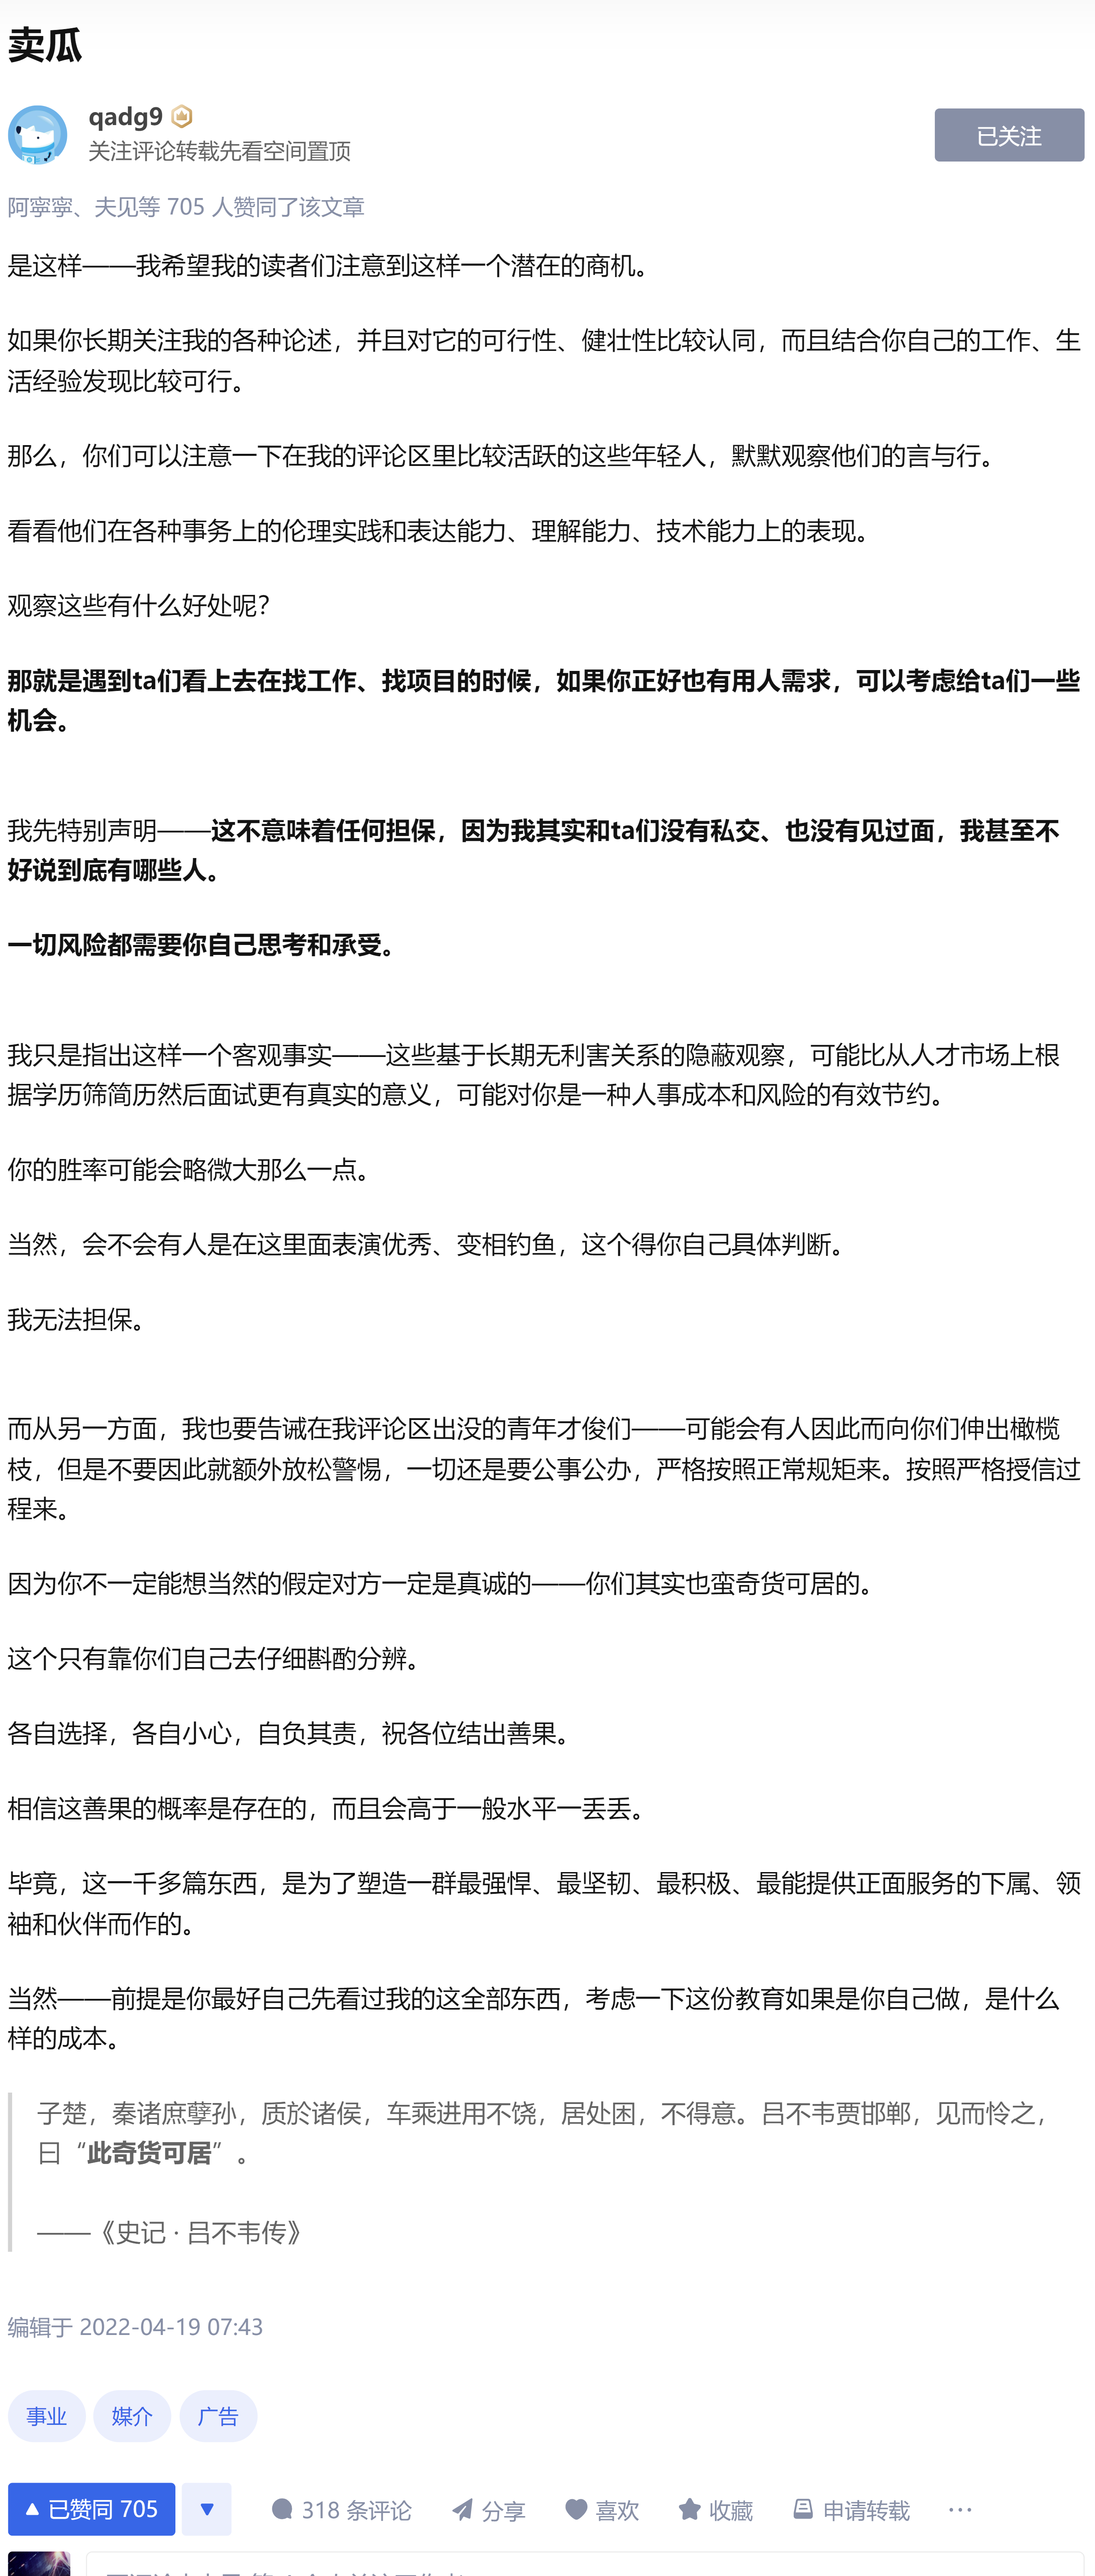 卖瓜
qadg9
关注评论转载先看空间置顶
已关注
阿寧寧、夫见等 705 人赞同了该文章
是这样——我希望我的读者们注意到这样一个潜在的商机。
如果你长期关注我的各种论述，并且对它的可行性、健壮性比较认同，而且结合你自己的工作、生
活经验发现比较可行。
那么，你们可以注意一下在我的评论区里比较活跃的这些年轻人，默默观察他们的言与行。
看看他们在各种事务上的伦理实践和表达能力、理解能力、技术能力上的表现。
观察这些有什么好处呢？
那就是遇到ta们看上去在找工作、找项目的时候，如果你正好也有用人需求，可以考虑给ta们一些
机会。
我先特别声明——这不意味着任何担保，因为我其实和ta们没有私交、也没有见过面，我甚至不
好说到底有哪些人。
一切风险都需要你自己思考和承受。
我只是指出这样一个客观事实——这些基于长期无利害关系的隐蔽观察，可能比从人才市场上根
据学历筛简历然后面试更有真实的意义，可能对你是一种人事成本和风险的有效节约。
你的胜率可能会略微大那么一点。
当然，会不会有人是在这里面表演优秀、变相钓鱼，这个得你自己具体判断。
我无法担保。
而从另一方面，我也要告诫在我评论区出没的青年才俊们——可能会有人因此而向你们伸出橄榄
枝，但是不要因此就额外放松警惕，一切还是要公事公办，严格按照正常规矩来。按照严格授信过
程来。
因为你不一定能想当然的假定对方一定是真诚的——你们其实也蛮奇货可居的。
这个只有靠你们自己去仔细斟酌分辨。
各自选择，各自小心，自负其责，祝各位结出善果。
相信这善果的概率是存在的，而且会高于一般水平一丢丢。
毕竟，这一千多篇东西，是为了塑造一群最强悍、最坚韧、最积极、最能提供正面服务的下属、领
袖和伙伴而作的。
当然——前提是你最好自己先看过我的这全部东西，考虑一下这份教育如果是你自己做，是什么
样的成本。
子楚，秦诸庶孽孙，质於诸侯，车乘进用不饶，居处困，不得意。吕不韦贾邯郸，见而怜之，
曰“此奇货可居”。
——《史记 · 吕不韦传》
编辑于 2022-04-19 07:43
事业 媒介 广告
已赞同 705 318 条评论 分享 喜欢 收藏 申请转载 ···